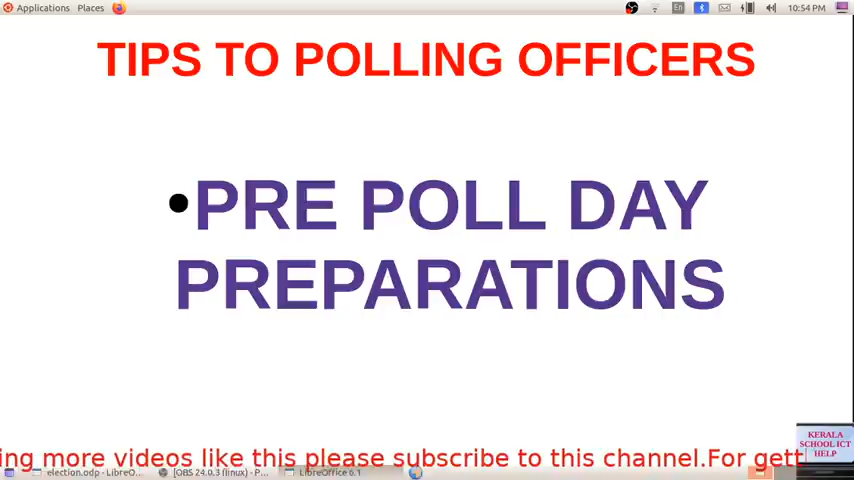 Applications Places En 10:54 PM
TIPS TO POLLING OFFICERS
•PRE POLL DAY
PREPARATIONS
KERALA
SCHOOL ICT
HELP
ing more videos like this please subscribe to this channel.For gett
election.odp - LibreO... [OBS 24.0.3 (linux) - P... LibreOffice 6.1